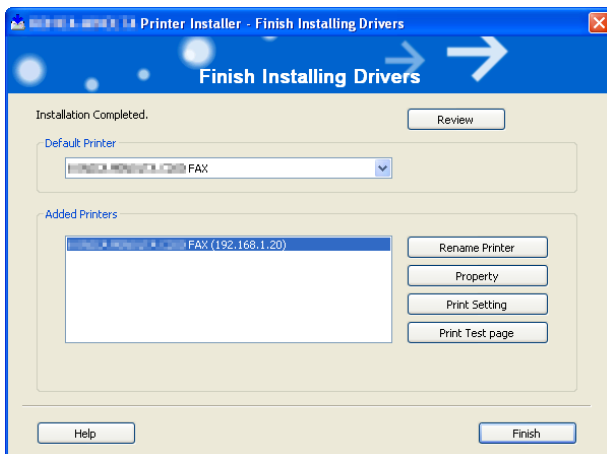 Printer Installer - Finish Installing Drivers
Finish Installing Drivers
Installation Completed.
Review
Default Printer
FAX
Added Printers
FAX (192.168.1.20)
Rename Printer
Property
Print Setting
Print Test page
Help
Finish